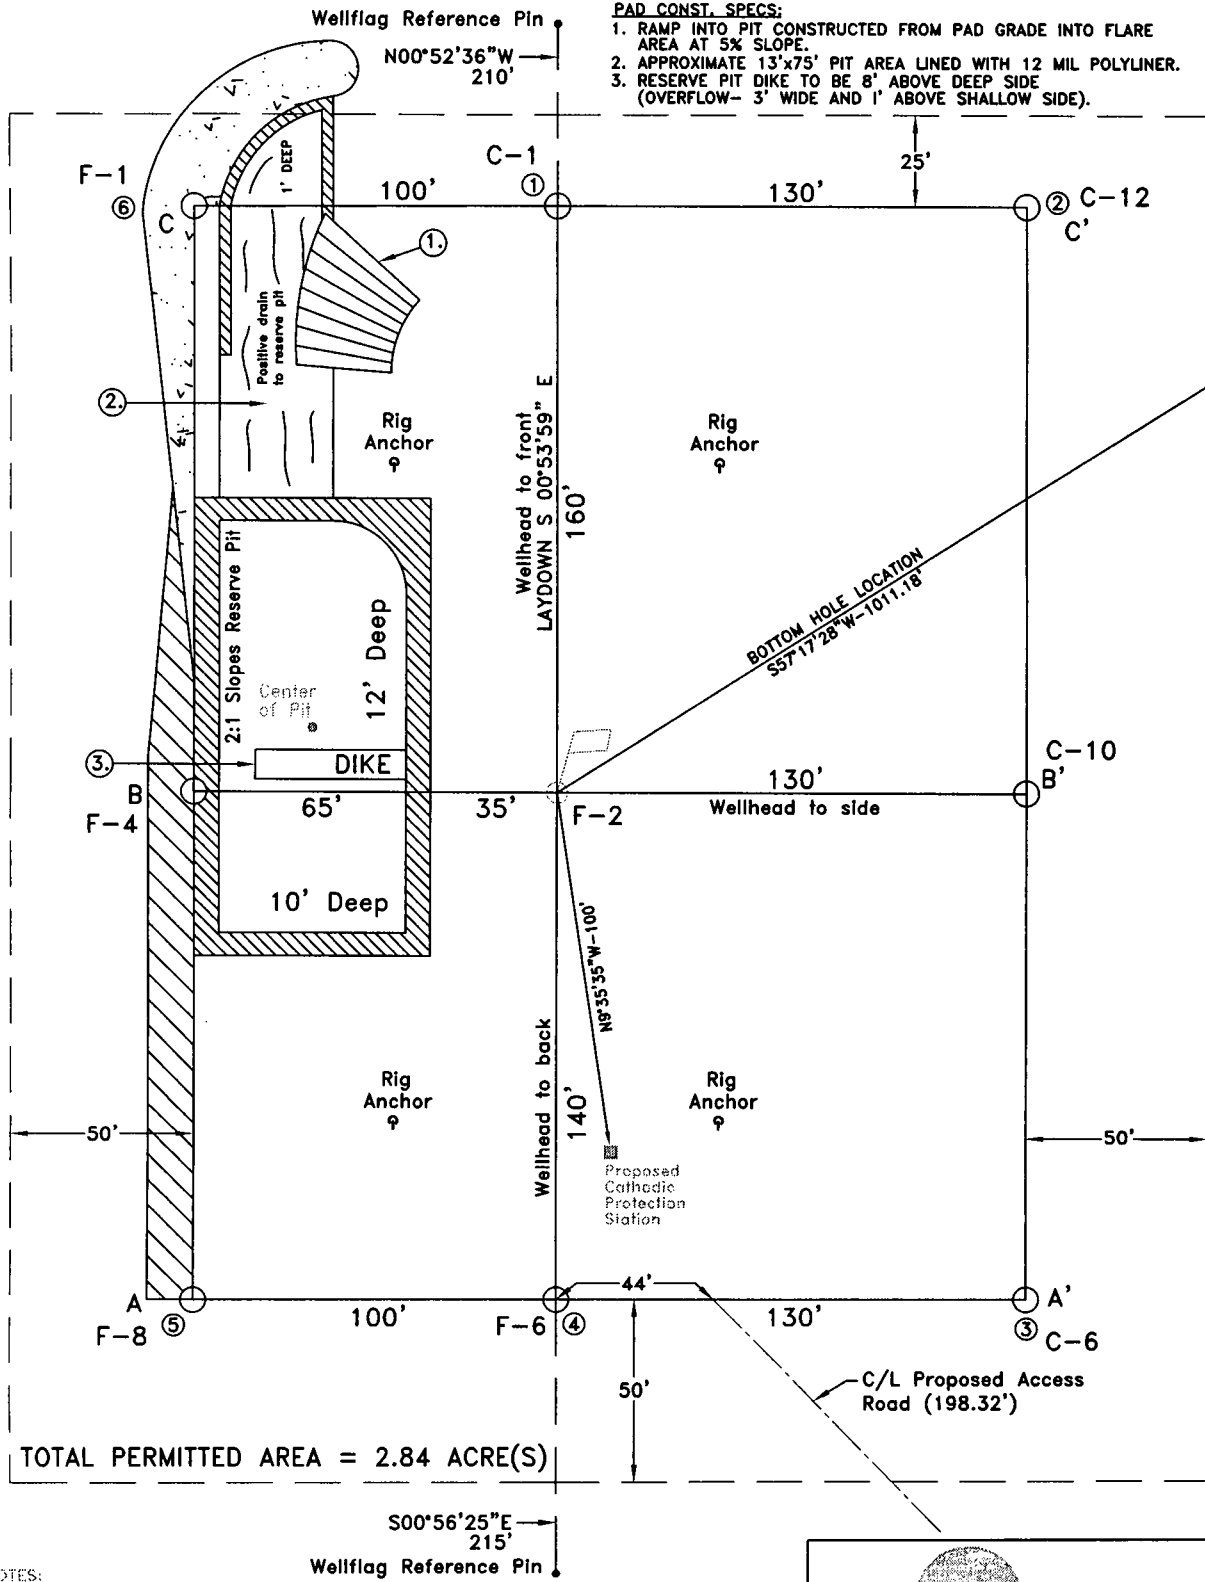 Wellflag Reference Pin
N00°52'36"W
210'
PAD CONST. SPECS:
1. RAMP INTO PIT CONSTRUCTED FROM PAD GRADE INTO FLARE
AREA AT 5% SLOPE.
2. APPROXIMATE 13'x75' PIT AREA LINED WITH 12 MIL POLYLINER.
3. RESERVE PIT DIKE TO BE 8' ABOVE DEEP SIDE
(OVERFLOW- 3' WIDE AND 1' ABOVE SHALLOW SIDE).
25'
F-1
⑥
C
1' DEEP
100'
C-1
①
130'
② C-12
C'
1.
Positive drain
to reserve pit
2.
Rig
Anchor
Rig
Anchor
Wellhead to front
LAYDOWN S 00°53'59" E
160'
2:1 Slopes Reserve Pit
12' Deep
Center
of Pit
BOTTOM HOLE LOCATION
S57°17'28"W-1011.18'
3.
DIKE
B
F-4
65'
35'
F-2
130'
Wellhead to side
C-10
B'
10' Deep
N9°35'35"W-100'
Wellhead to back
140'
Rig
Anchor
Rig
Anchor
50'
50'
Proposed
Cathodic
Protection
Station
44'
A
F-8
⑤
100'
F-6
④
130'
A'
③
C-6
50'
C/L Proposed Access
Road (198.32')
TOTAL PERMITTED AREA = 2.84 ACRE(S)
S00°56'25"E
215'
Wellflag Reference Pin
OTES: